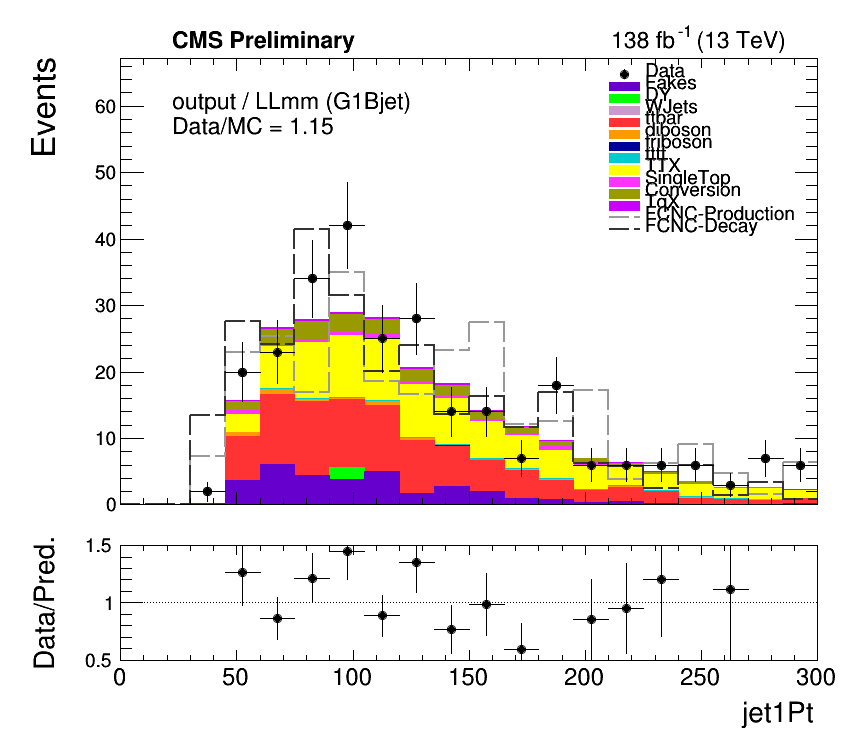 CMS Preliminary
138 fb-1 (13 TeV)
Events
output / LLmm (G1Bjet)
Data/MC = 1.15
Data
Fakes
DY
WJets
ttbar
diboson
triboson
tttt
TTX
SingleTop
Conversion
TqX
FCNC-Production
FCNC-Decay
60
50
40
30
20
10
0
Data/Pred.
1.5
1
0.5
0 50 100 150 200 250 300
jet1Pt